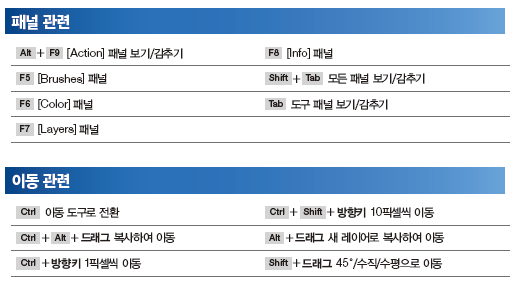 패널 관련
Alt + F9 [Action] 패널 보기/감추기
F8 [Info] 패널
F5 [Brushes] 패널
Shift + Tab 모든 패널 보기/감추기
F6 [Color] 패널
Tab 도구 패널 보기/감추기
F7 [Layers] 패널
이동 관련
Ctrl 이동 도구로 전환
Ctrl + Shift + 방향키 10픽셀씩 이동
Ctrl + Alt + 드래그 복사하여 이동
Alt + 드래그 새 레이어로 복사하여 이동
Ctrl + 방향키 1픽셀씩 이동
Shift + 드래그 45°/수직/수평으로 이동